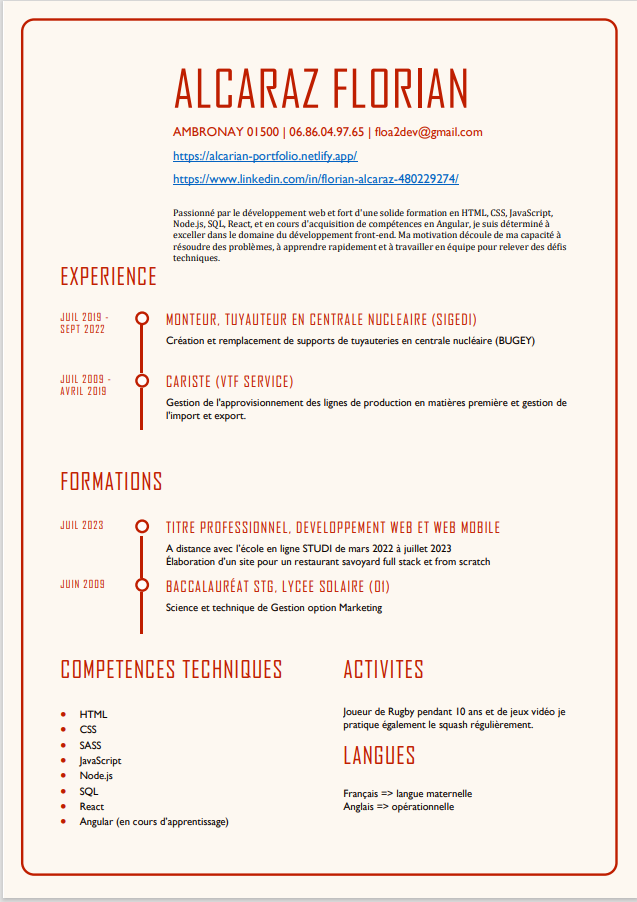 ALCARAZ FLORIAN
AMBRONAY 01500 | 06.86.04.97.65 | floa2dev@gmail.com
https://alcarian-portfolio.netlify.app/
https://www.linkedin.com/in/florian-alcaraz-480229274/
Passionné par le développement web et fort d'une solide formation en HTML, CSS, JavaScript,
Node.js, SQL, React, et en cours d'acquisition de compétences en Angular, je suis déterminé à
exceller dans le domaine du développement front-end. Ma motivation découle de ma capacité à
résoudre des problèmes, à apprendre rapidement et à travailler en équipe pour relever des défis
techniques.
EXPERIENCE
JUIL 2019 -
SEPT 2022
MONTEUR, TUYAUTEUR EN CENTRALE NUCLEAIRE (SIGEDI)
Création et remplacement de supports de tuyauteries en centrale nucléaire (BUGEY)
JUIL 2009 -
AVRIL 2019
CARISTE (VTF SERVICE)
Gestion de l'approvisionnement des lignes de production en matières première et gestion de
l'import et export.
FORMATIONS
JUIL 2023
TITRE PROFESSIONNEL, DEVELOPPEMENT WEB ET WEB MOBILE
A distance avec l'école en ligne STUDI de mars 2022 à juillet 2023
Élaboration d'un site pour un restaurant savoyard full stack et from scratch
JUIN 2009
BACCALAURÉAT STG, LYCEE SOLAIRE (01)
Science et technique de Gestion option Marketing
COMPETENCES TECHNIQUES
HTML
CSS
SASS
JavaScript
Node.js
SQL
React
Angular (en cours d'apprentissage)
ACTIVITES
Joueur de Rugby pendant 10 ans et de jeux vidéo je
pratique également le squash régulièrement.
LANGUES
Français => langue maternelle
Anglais => opérationnelle